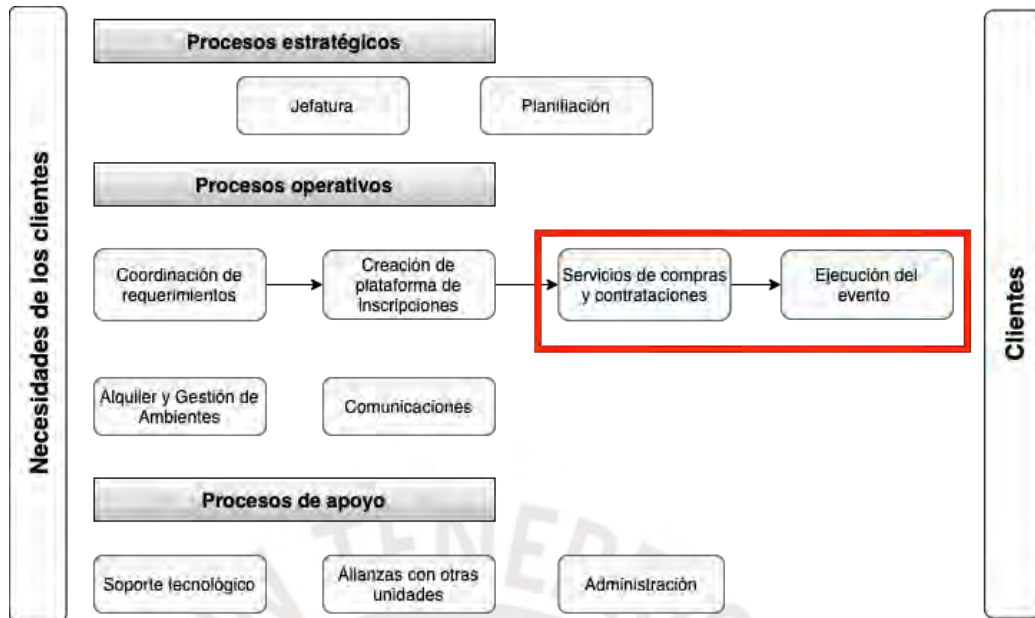 Necesidades de los clientes
Procesos estratégicos
Jefatura
Planifiación
Procesos operativos
Coordinación de
requerimientos
Creación de
plataforma de
inscripciones
Servicios de compras
y contrataciones
Ejecución del
evento
Alquiler y Gestión de
Ambientes
Comunicaciones
Procesos de apoyo
Soporte tecnológico
Alianzas con otras
unidades
Administración
Clientes